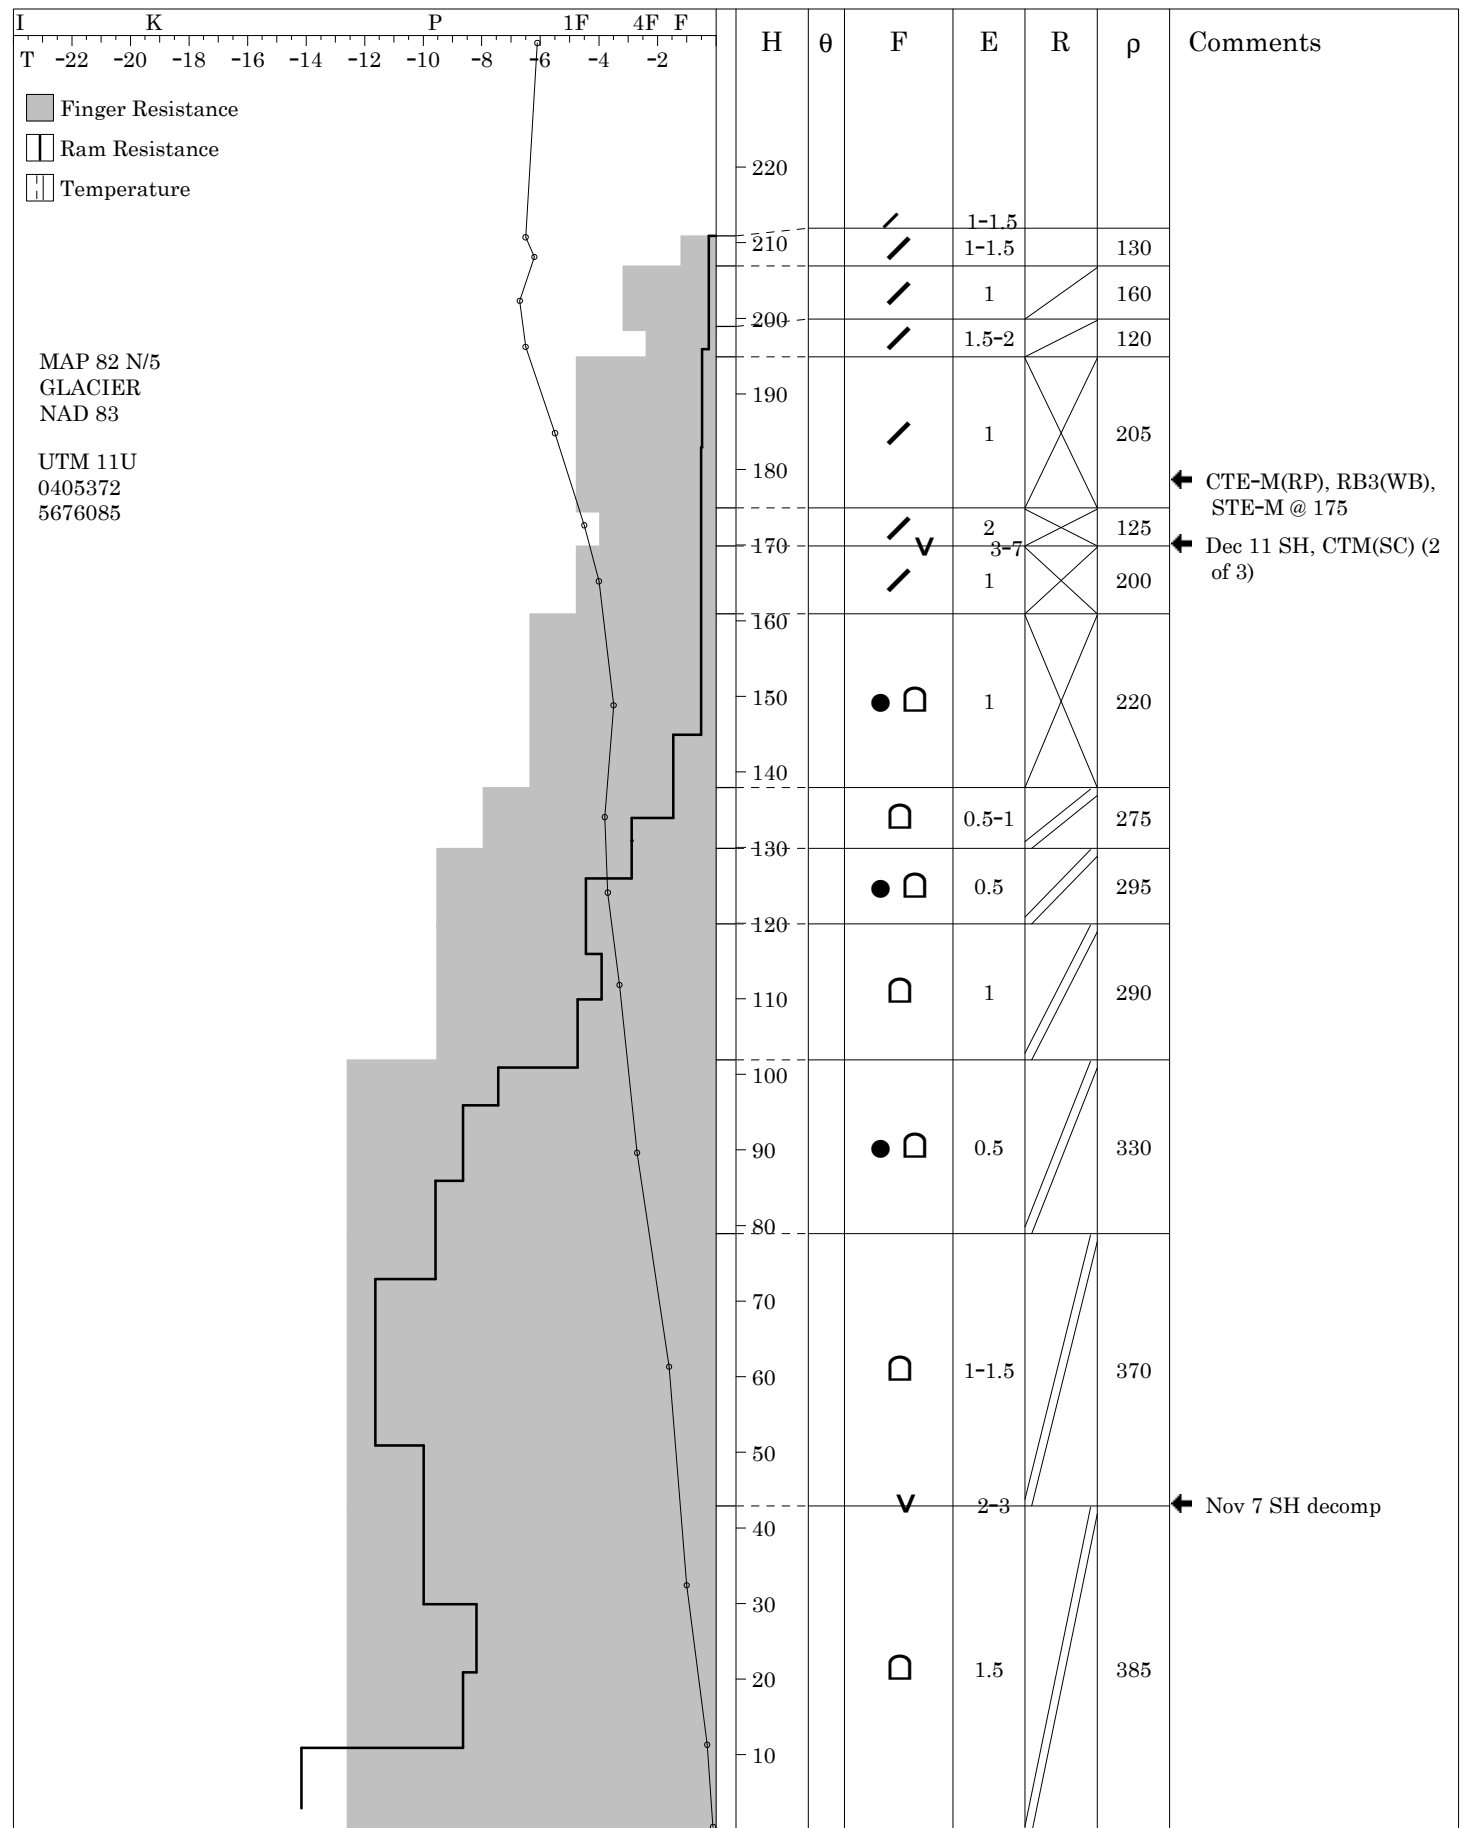 I K P 1F 4F F
T -22 -20 -18 -16 -14 -12 -10 -8 -6 -4 -2
H θ F E R ρ Comments
Finger Resistance
Ram Resistance
Temperature
MAP 82 N/5
GLACIER
NAD 83
UTM 11U
0405372
5676085
220
1-1.5
210 1-1.5 130
1 160
200
1.5-2 120
190
1 205
180
CTE-M(RP), RB3(WB),
STE-M @ 175
2 125
170 V 3-7 Dec 11 SH, CTM(SC) (2
of 3)
1 200
160
150 1 220
140
0.5-1 275
130
0.5 295
120
110 1 290
100
90 0.5 330
80
70
60 1-1.5 370
50
V 2-3 Nov 7 SH decomp
40
30
20 1.5 385
10